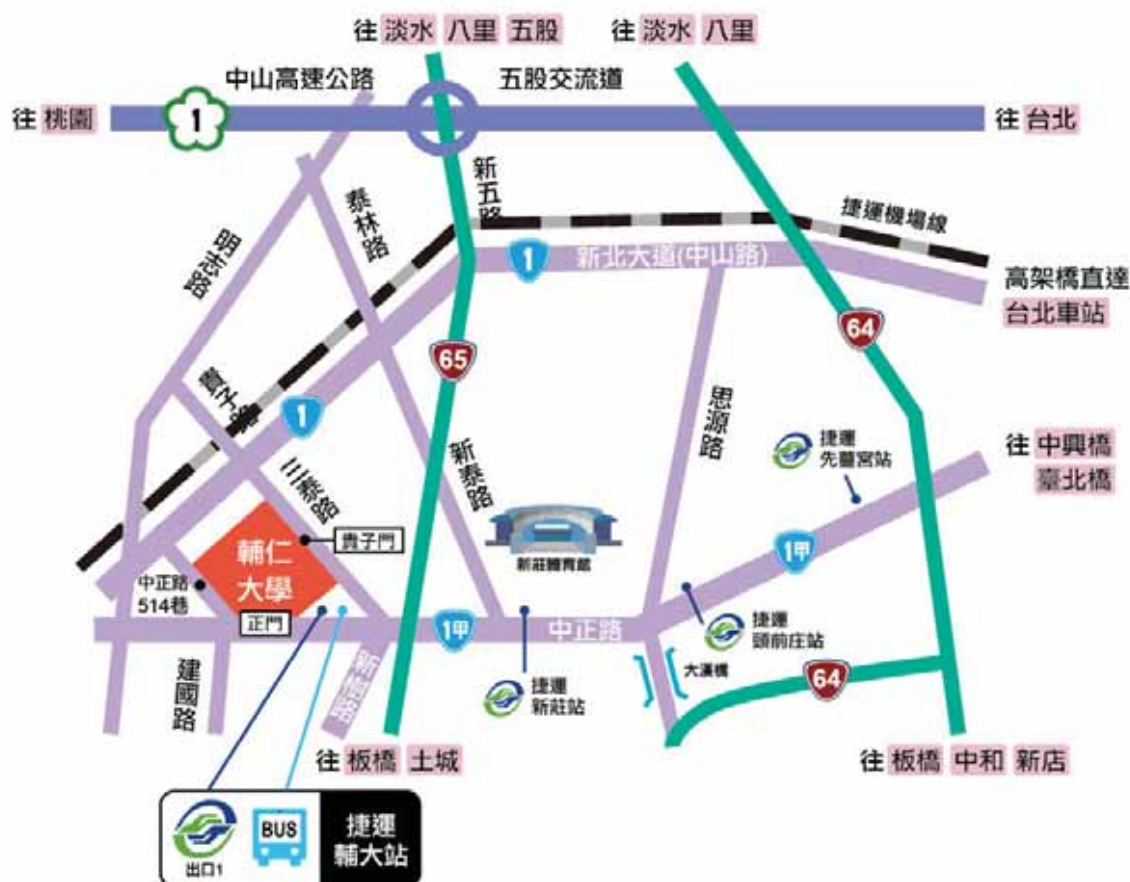 往 淡水 八里 五股
往 淡水 八里
中山高速公路
五股交流道
往 桃園
1
往 台北
新五路
泰林路
明志路
捷運機場線
1
新北大道(中山路)
高架橋直達
台北車站
65
64
貴子路
1
思源路
捷運
先嗇宮站
往 中興橋
臺北橋
新泰路
三泰路
貴子門
輔仁
大學
新莊體育館
1甲
中正路
514巷
正門
1甲
中正路
捷運
頭前庄站
建國路
捷運
新莊站
大漢橋
64
往 板橋 土城
往 板橋 中和 新店
出口1
BUS
捷運
輔大站